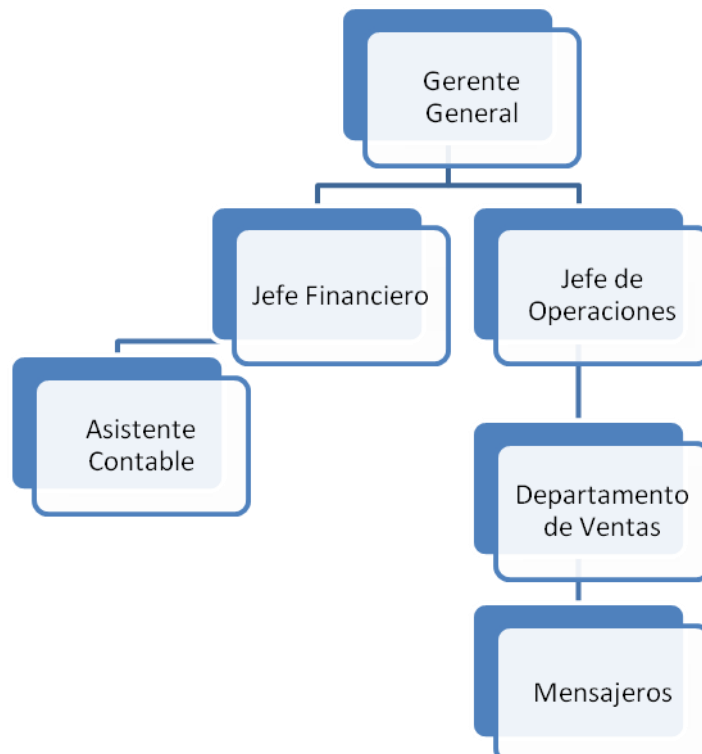 Gerente
General
Jefe Financiero
Jefe de
Operaciones
Asistente
Contable
Departamento
de Ventas
Mensajeros